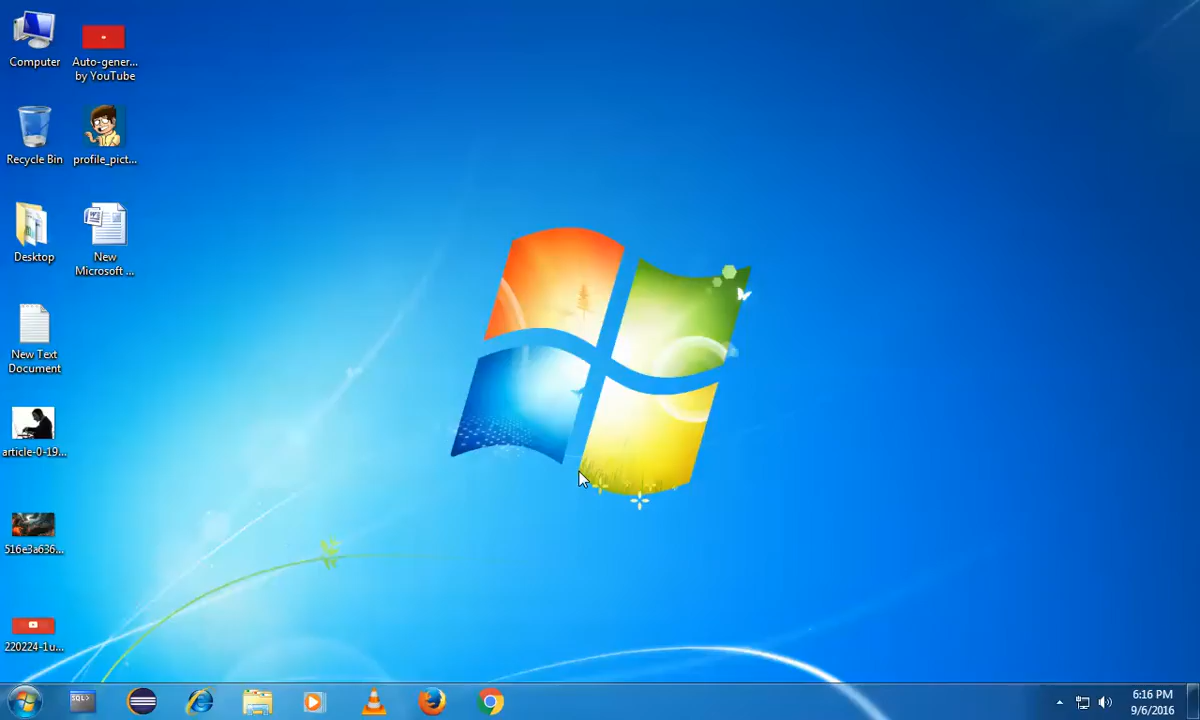 Computer
Auto-gener...
by YouTube
Recycle Bin
profile_pict...
Desktop
New
Microsoft ...
New Text
Document
article-0-19...
516e3a636...
220224-1u...
SQL>
6:16 PM
9/6/2016